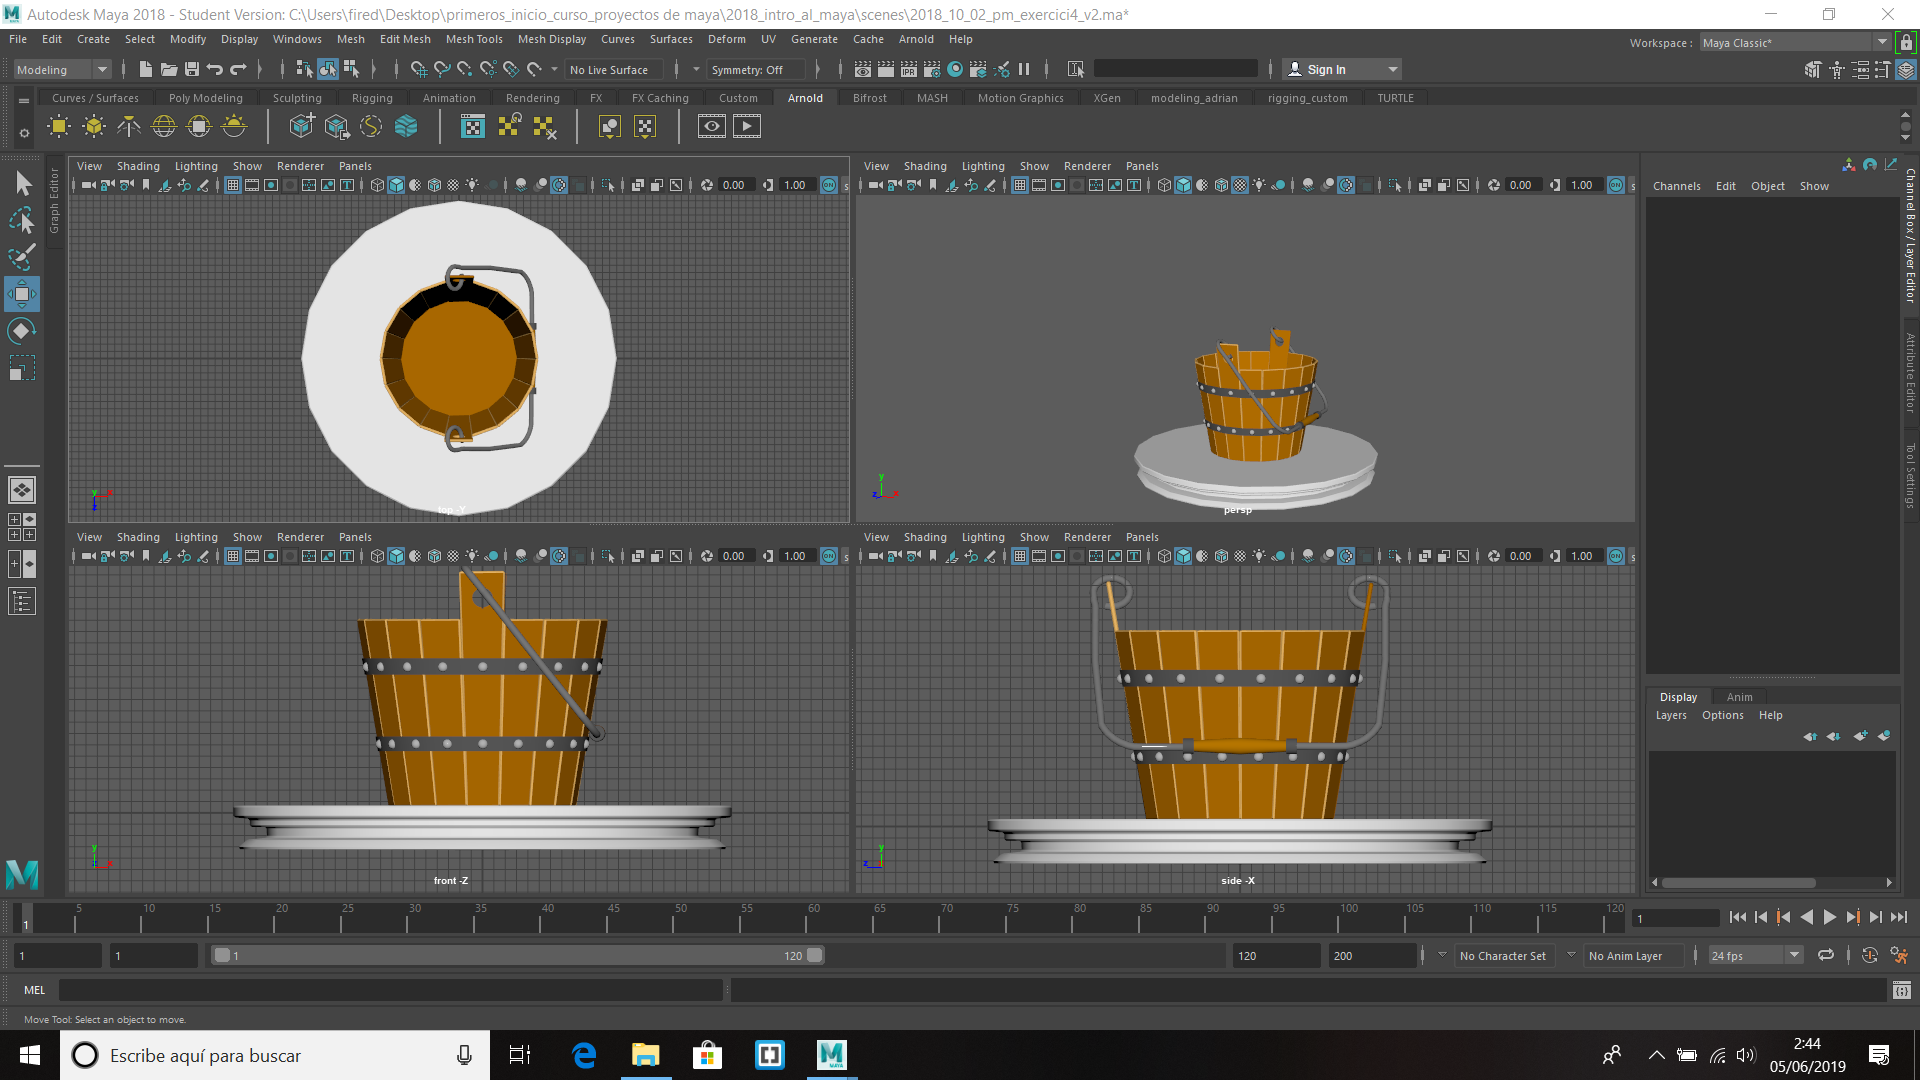 Autodesk Maya 2018 - Student Version: C:\Users\fired\Desktop\primeros_inicio_curso_proyectos de maya\2018_intro_al_maya\scenes\2018_10_02_pm_exercici4_v2.ma*
File Edit Create Select Modify Display Windows Mesh Edit Mesh Mesh Tools Mesh Display Curves Surfaces Deform UV Generate Cache Arnold Help
Workspace : Maya Classic*
Modeling No Live Surface Symmetry: Off Sign In
Curves / Surfaces Poly Modeling Sculpting Rigging Animation Rendering FX FX Caching Custom Arnold Bifrost MASH Motion Graphics XGen modeling_adrian rigging_custom TURTLE
Graph Editor
View Shading Lighting Show Renderer Panels
0.00 1.00 ON s
top -Y
View Shading Lighting Show Renderer Panels
0.00 1.00 ON s
persp
View Shading Lighting Show Renderer Panels
0.00 1.00 ON s
front -Z
View Shading Lighting Show Renderer Panels
0.00 1.00 ON s
side -X
Channels Edit Object Show
Channel Box / Layer Editor
Attribute Editor
Tool Settings
Display Anim
Layers Options Help
1 5 10 15 20 25 30 35 40 45 50 55 60 65 70 75 80 85 90 95 100 105 110 115 120
1
1 1 1 120 120 200 No Character Set No Anim Layer 24 fps
MEL
Move Tool: Select an object to move.
Escribe aquí para buscar
2:44
05/06/2019